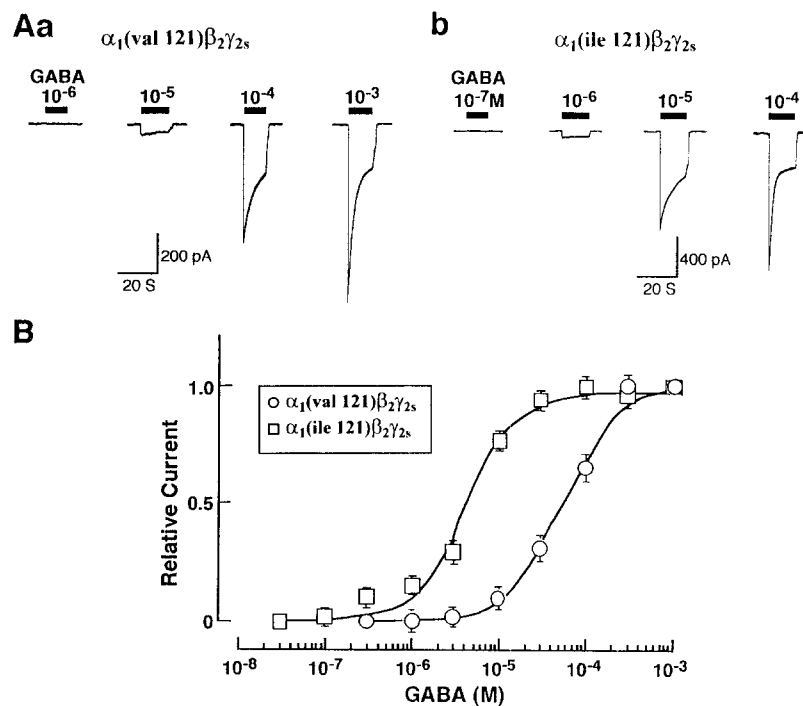 Aa
α₁(val 121)β₂γ₂ₛ
GABA
10⁻⁶ 10⁻⁵ 10⁻⁴ 10⁻³
200 pA
20 S
b
α₁(ile 121)β₂γ₂ₛ
GABA
10⁻⁷M 10⁻⁶ 10⁻⁵ 10⁻⁴
400 pA
20 S
B
α₁(val 121)β₂γ₂ₛ
α₁(ile 121)β₂γ₂ₛ
Relative Current
1.0
0.5
0
10⁻⁸ 10⁻⁷ 10⁻⁶ 10⁻⁵ 10⁻⁴ 10⁻³
GABA (M)